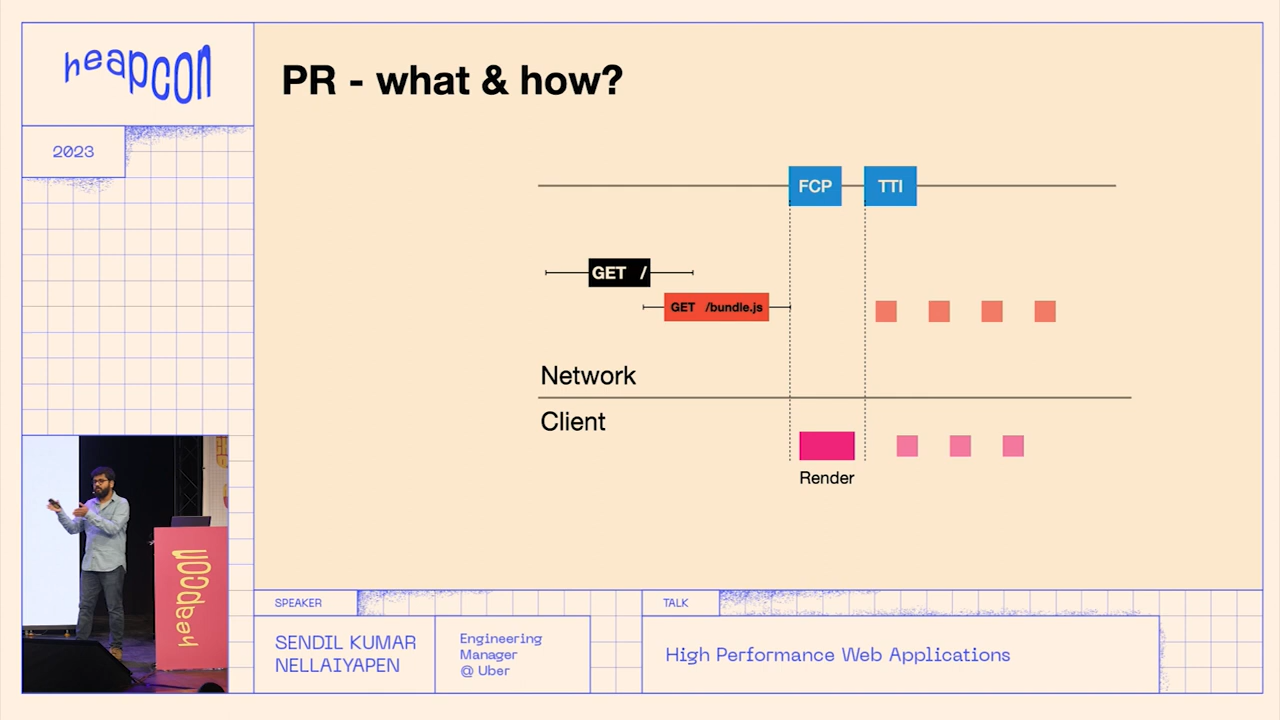 heapcon
2023
PR - what & how?
FCP
TTI
GET /
GET /bundle.js
Network
Client
Render
heapcon
SPEAKER
SENDIL KUMAR
NELLAIYAPEN
Engineering
Manager
@ Uber
TALK
High Performance Web Applications